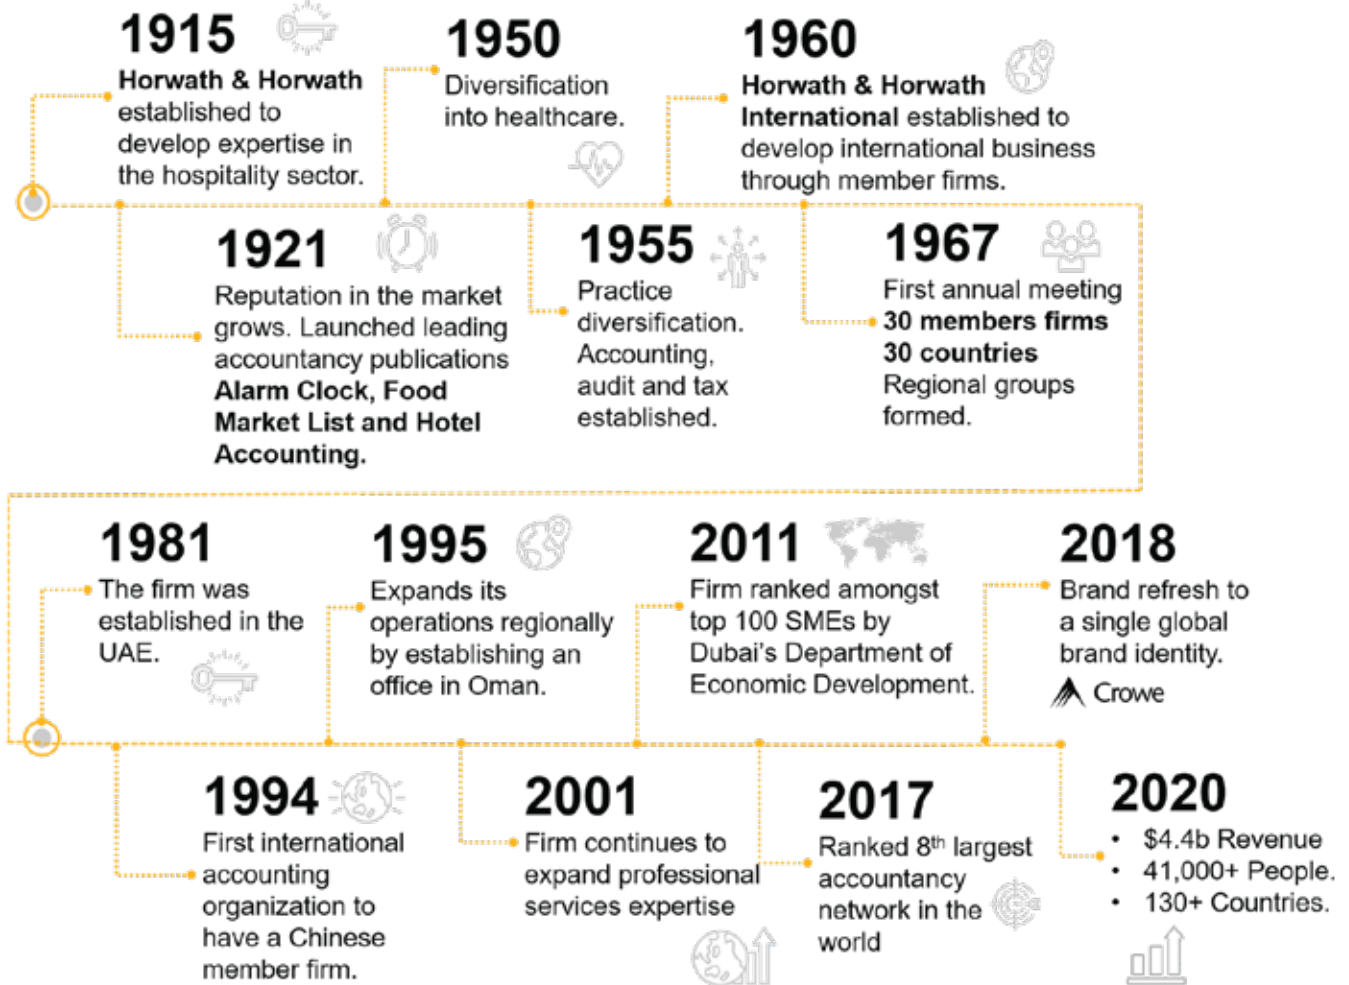 1915
Horwath & Horwath
established to
develop expertise in
the hospitality sector.
1921
Reputation in the market
grows. Launched leading
accountancy publications
Alarm Clock, Food
Market List and Hotel
Accounting.
1950
Diversification
into healthcare.
1955
Practice
diversification.
Accounting,
audit and tax
established.
1960
Horwath & Horwath
International established to
develop international business
through member firms.
1967
First annual meeting
30 members firms
30 countries
Regional groups
formed.
1981
The firm was
established in the
UAE.
1994
First international
accounting
organization to
have a Chinese
member firm.
1995
Expands its
operations regionally
by establishing an
office in Oman.
2001
Firm continues to
expand professional
services expertise
2011
Firm ranked amongst
top 100 SMEs by
Dubai's Department of
Economic Development.
2017
Ranked 8th largest
accountancy
network in the
world
2018
Brand refresh to
a single global
brand identity.
Crowe
2020
• $4.4b Revenue
• 41,000+ People.
• 130+ Countries.